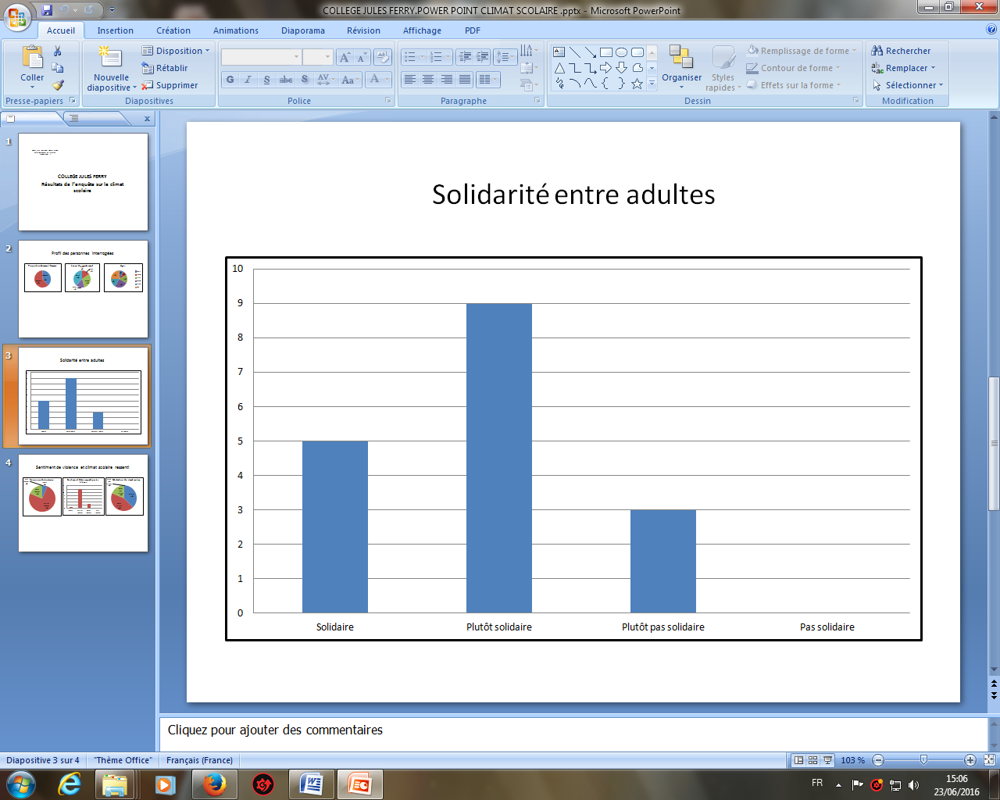 COLLEGE JULES FERRY.POWER POINT CLIMAT SCOLAIRE .pptx - Microsoft PowerPoint
Accueil Insertion Création Animations Diaporama Révision Affichage PDF
Coller
Presse-papiers
Nouvelle diapositive
Disposition
Rétablir
Supprimer
Diapositives
G I S abc S AV Aa A
Police
Paragraphe
Organiser
Styles rapides
Remplissage de forme
Contour de forme
Effets sur la forme
Dessin
Rechercher
Remplacer
Sélectionner
Modification
1
COLLEGE JULES FERRY
Résultats de l'enquête sur le climat
scolaire
2
Profil des personnes interrogées
3
Solidarité entre adultes
4
Sentiment de violence et climat scolaire ressenti
Solidarité entre adultes
10
9
8
7
6
5
4
3
2
1
0
Solidaire Plutôt solidaire Plutôt pas solidaire Pas solidaire
Cliquez pour ajouter des commentaires
Diapositive 3 sur 4 "Thème Office" Français (France) 103 %
FR 15:06
23/06/2016